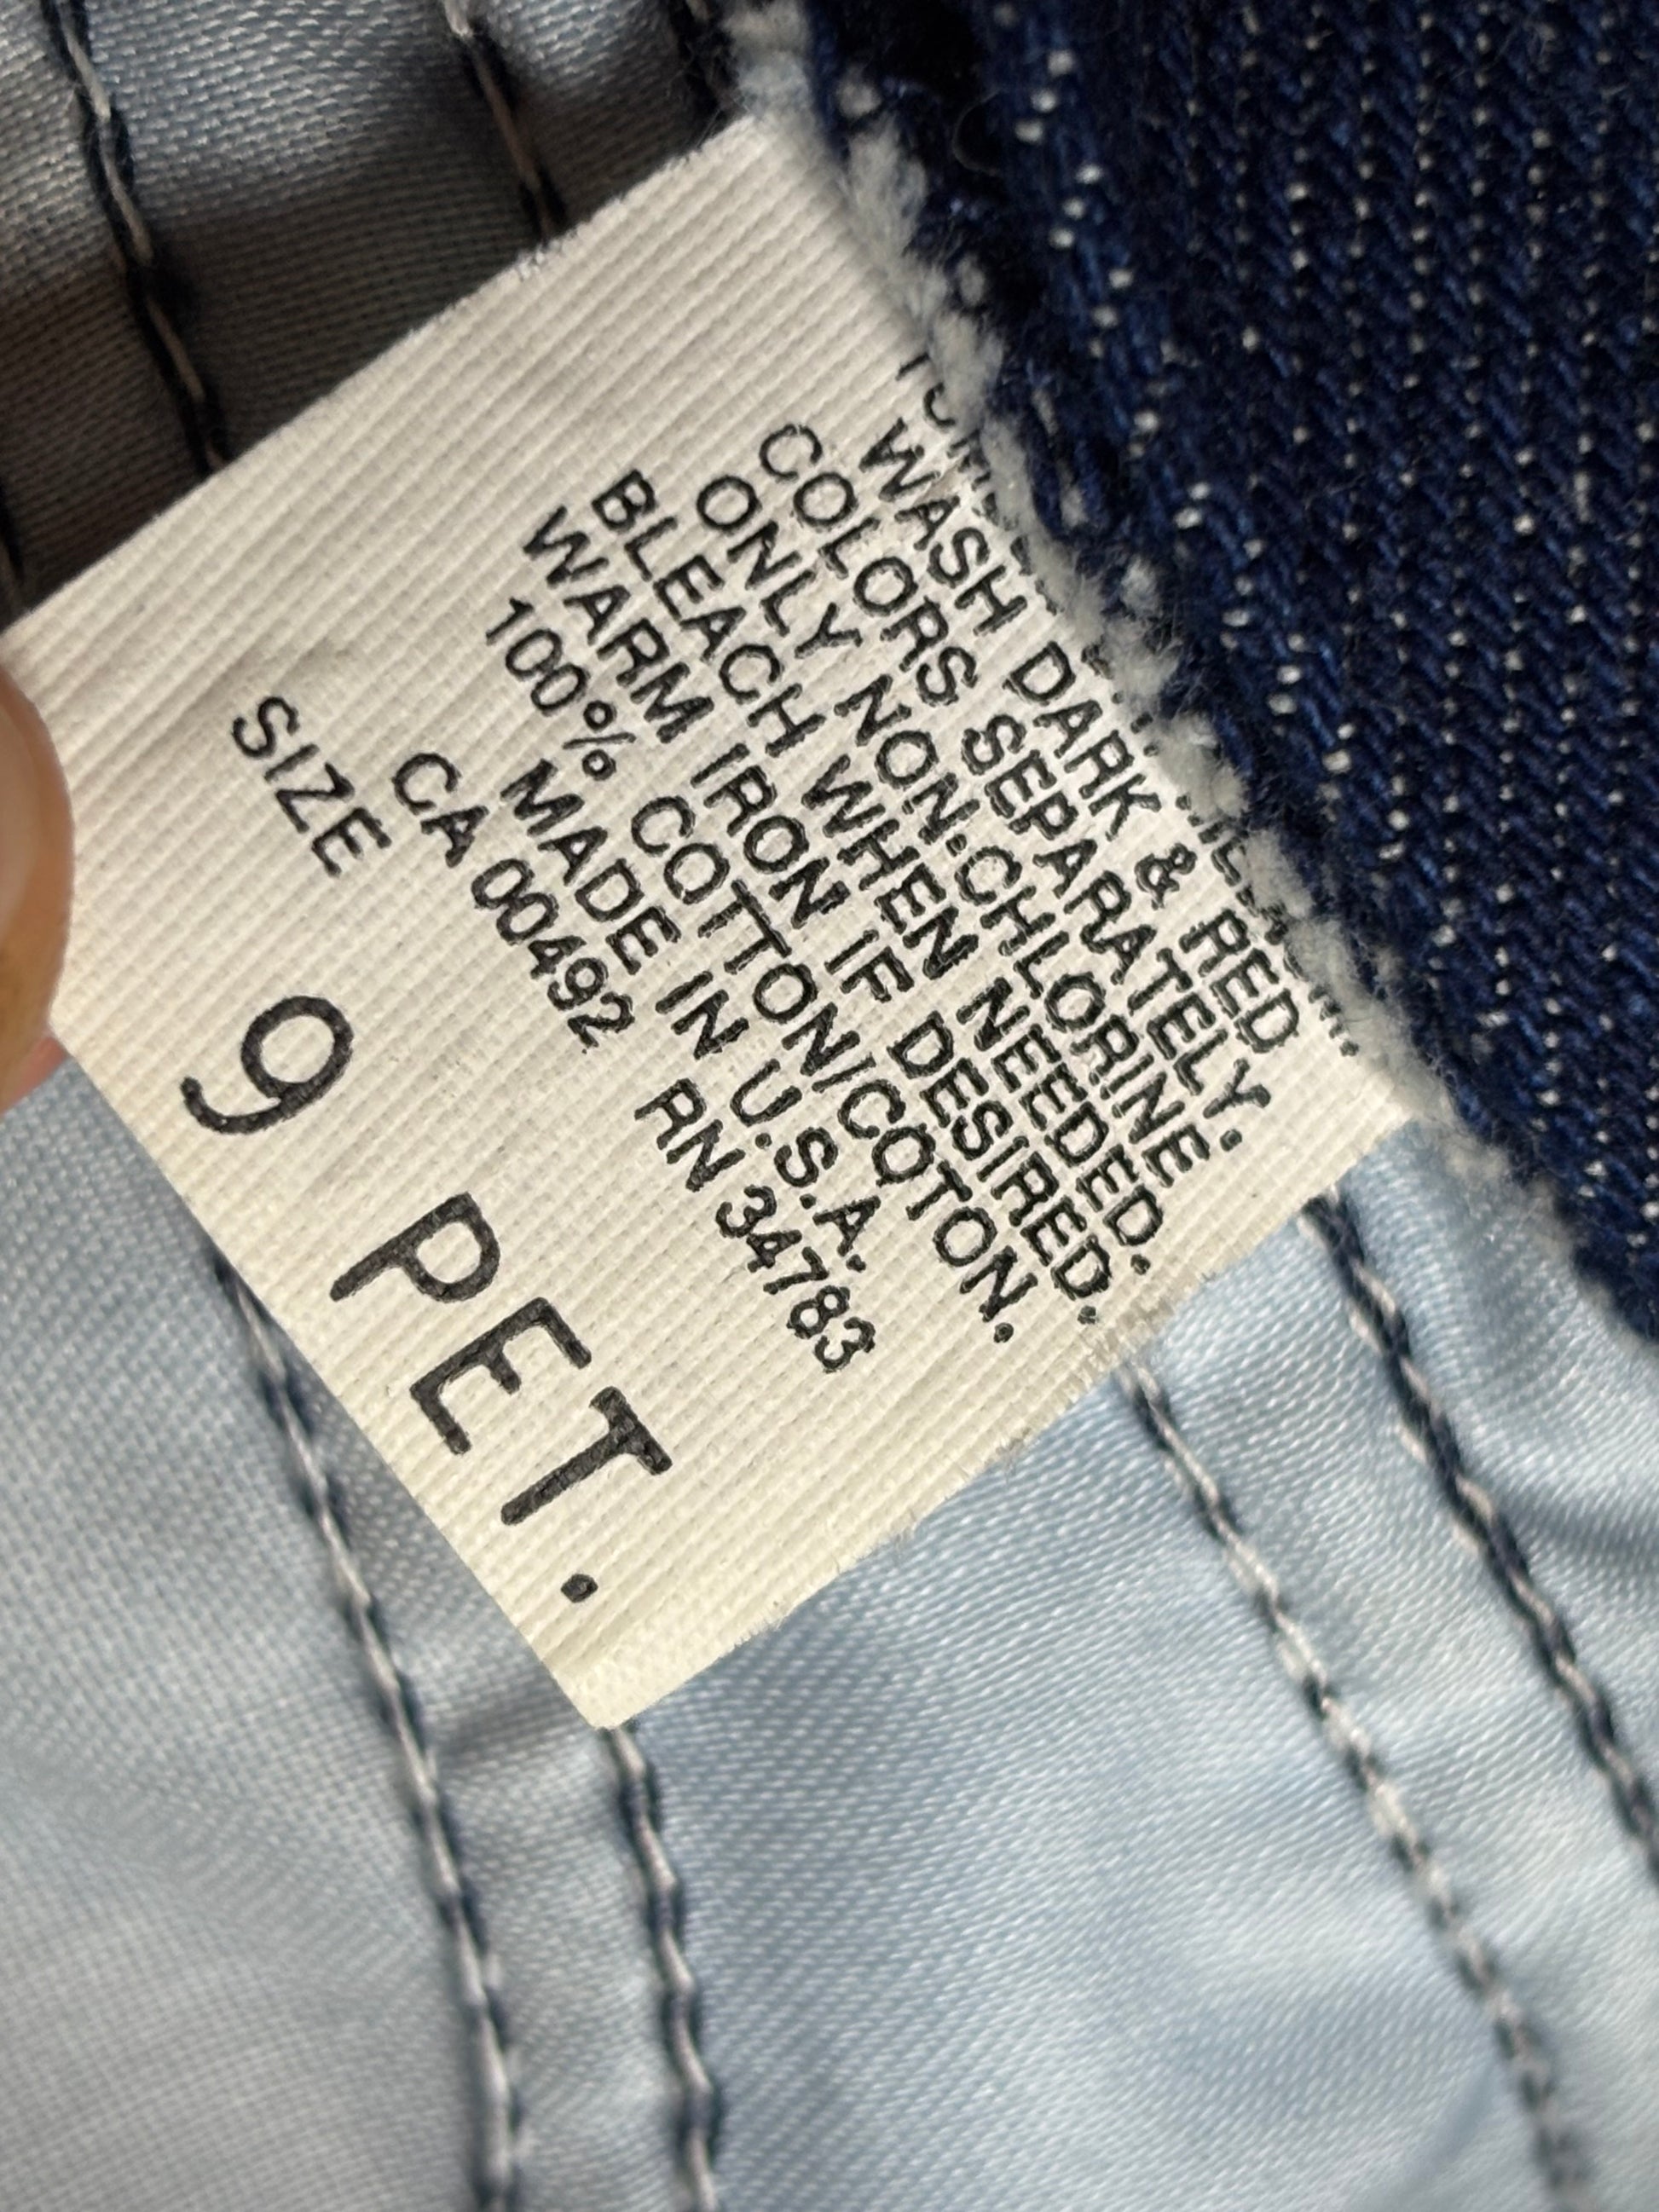 WASH DARK & RED
COLORS SEPARATELY.
ONLY NON-CHLORINE
BLEACH WHEN NEEDED.
WARM IRON IF DESIRED.
100% COTTON/COTON.
MADE IN U.S.A.
CA 00492 RN 34783
SIZE 9 PET.